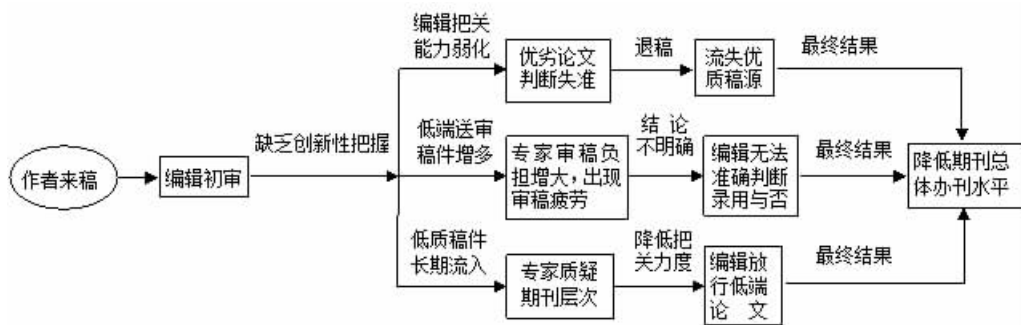 作者来稿
编辑初审
缺乏创新性把握
编辑把关
能力弱化
优劣论文
判断失准
退稿
流失优
质稿源
最终结果
低端送审
稿件增多
专家审稿负
担增大，出现
审稿疲劳
结 论
不明确
编辑无法
准确判断
录用与否
最终结果
低质稿件
长期流入
专家质疑
期刊层次
降低把
关力度
编辑放
行低端
论 文
最终结果
降低期刊总
体办刊水平